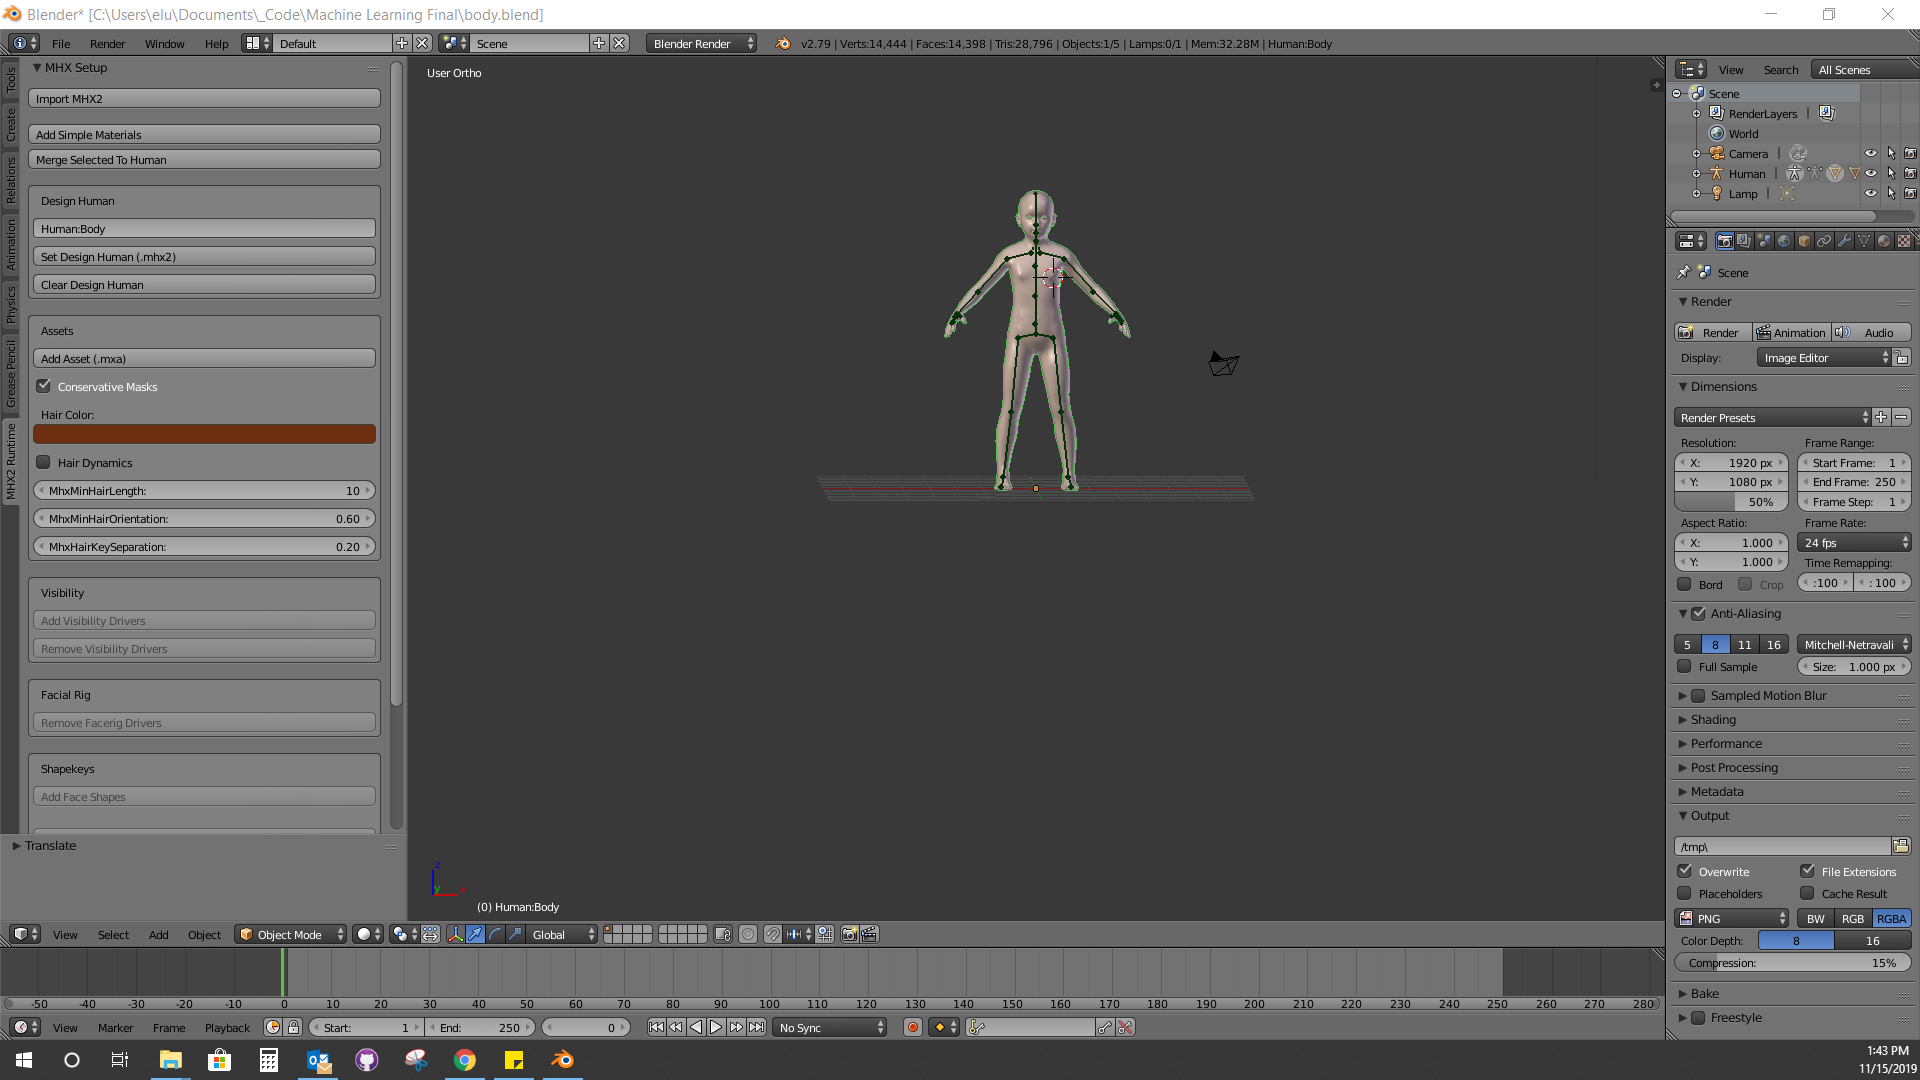 Blender* [C:\Users\elu\Documents\_Code\Machine Learning Final\body.blend]
File Render Window Help Default Scene Blender Render v2.79 | Verts:14,444 | Faces:14,398 | Tris:28,796 | Objects:1/5 | Lamps:0/1 | Mem:32.28M | Human:Body
Tools
Create
Relations
Animation
Physics
Grease Pencil
MHX2 Runtime
MHX Setup
Import MHX2
Add Simple Materials
Merge Selected To Human
Design Human
Human:Body
Set Design Human (.mhx2)
Clear Design Human
Assets
Add Asset (.mxa)
Conservative Masks
Hair Color:
Hair Dynamics
MhxMinHairLength: 10
MhxMinHairOrientation: 0.60
MhxHairKeySeparation: 0.20
Visibility
Add Visibility Drivers
Remove Visibility Drivers
Facial Rig
Remove Facerig Drivers
Shapekeys
Add Face Shapes
Translate
User Ortho
z
y
x
(0) Human:Body
View Select Add Object Object Mode Global
View Search All Scenes
Scene
RenderLayers |
World
Camera |
Human |
Lamp |
Scene
Render
Render Animation Audio
Display: Image Editor
Dimensions
Render Presets
Resolution: Frame Range:
X: 1920 px Start Frame: 1
Y: 1080 px End Frame: 250
50% Frame Step: 1
Aspect Ratio: Frame Rate:
X: 1.000 24 fps
Y: 1.000 Time Remapping:
Bord Crop :100 : 100
Anti-Aliasing
5 8 11 16 Mitchell-Netravali
Full Sample Size: 1.000 px
Sampled Motion Blur
Shading
Performance
Post Processing
Metadata
Output
/tmp\
Overwrite File Extensions
Placeholders Cache Result
PNG BW RGB RGBA
Color Depth: 8 16
Compression: 15%
Bake
Freestyle
-50 -40 -30 -20 -10 0 10 20 30 40 50 60 70 80 90 100 110 120 130 140 150 160 170 180 190 200 210 220 230 240 250 260 270 280
View Marker Frame Playback Start: 1 End: 250 0 No Sync
1:43 PM
11/15/2019